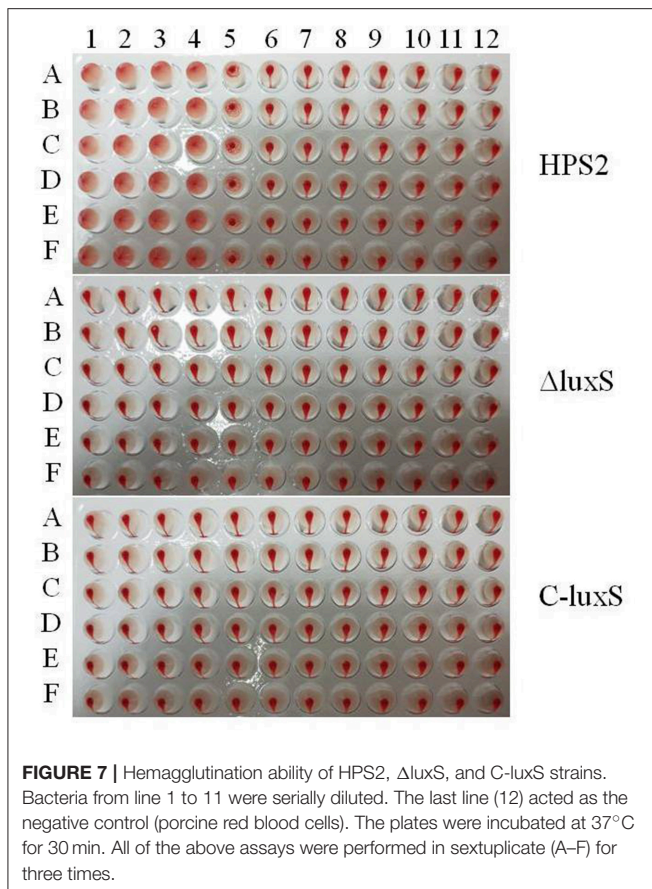 1 2 3 4 5 6 7 8 9 10 11 12
A
B
C
D
E
F
HPS2
A
B
C
D
E
F
ΔluxS
A
B
C
D
E
F
C-luxS
FIGURE 7 | Hemagglutination ability of HPS2, ΔluxS, and C-luxS strains.
Bacteria from line 1 to 11 were serially diluted. The last line (12) acted as the
negative control (porcine red blood cells). The plates were incubated at 37°C
for 30 min. All of the above assays were performed in sextuplicate (A–F) for
three times.